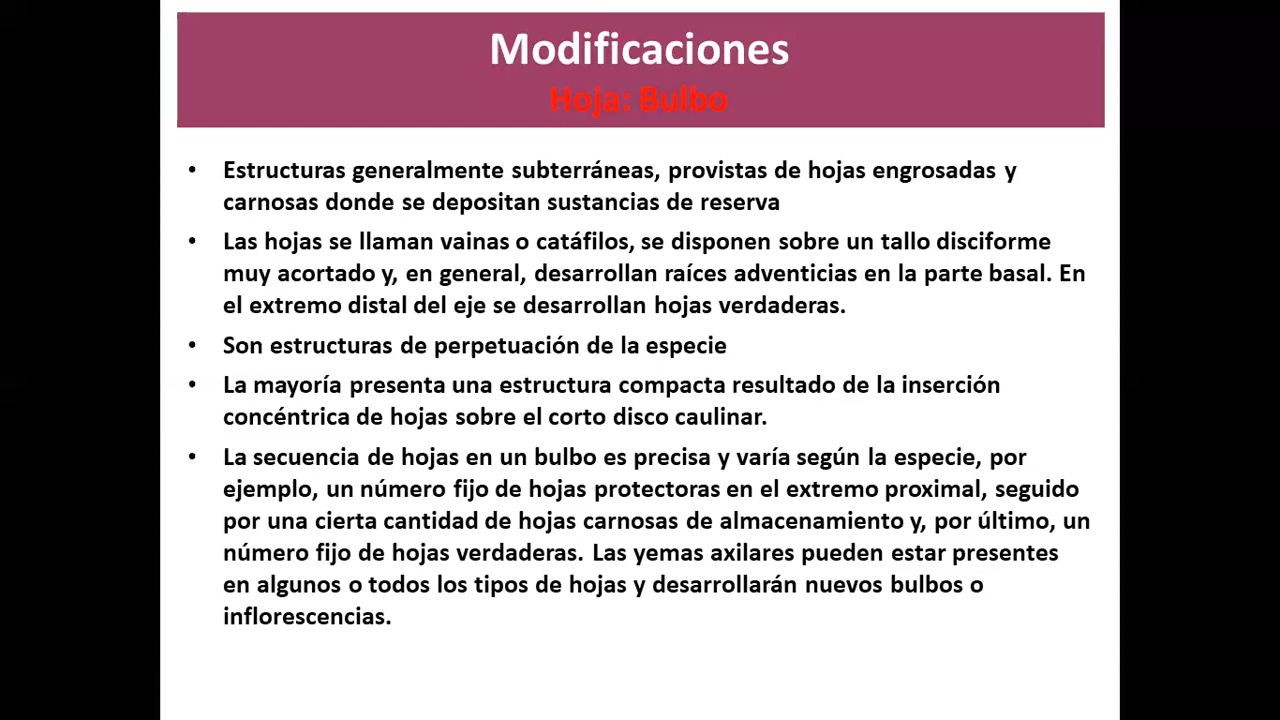 Modificaciones
Hoja: Bulbo
• Estructuras generalmente subterráneas, provistas de hojas engrosadas y
carnosas donde se depositan sustancias de reserva
• Las hojas se llaman vainas o catáfilos, se disponen sobre un tallo disciforme
muy acortado y, en general, desarrollan raíces adventicias en la parte basal. En
el extremo distal del eje se desarrollan hojas verdaderas.
• Son estructuras de perpetuación de la especie
• La mayoría presenta una estructura compacta resultado de la inserción
concéntrica de hojas sobre el corto disco caulinar.
• La secuencia de hojas en un bulbo es precisa y varía según la especie, por
ejemplo, un número fijo de hojas protectoras en el extremo proximal, seguido
por una cierta cantidad de hojas carnosas de almacenamiento y, por último, un
número fijo de hojas verdaderas. Las yemas axilares pueden estar presentes
en algunos o todos los tipos de hojas y desarrollarán nuevos bulbos o
inflorescencias.